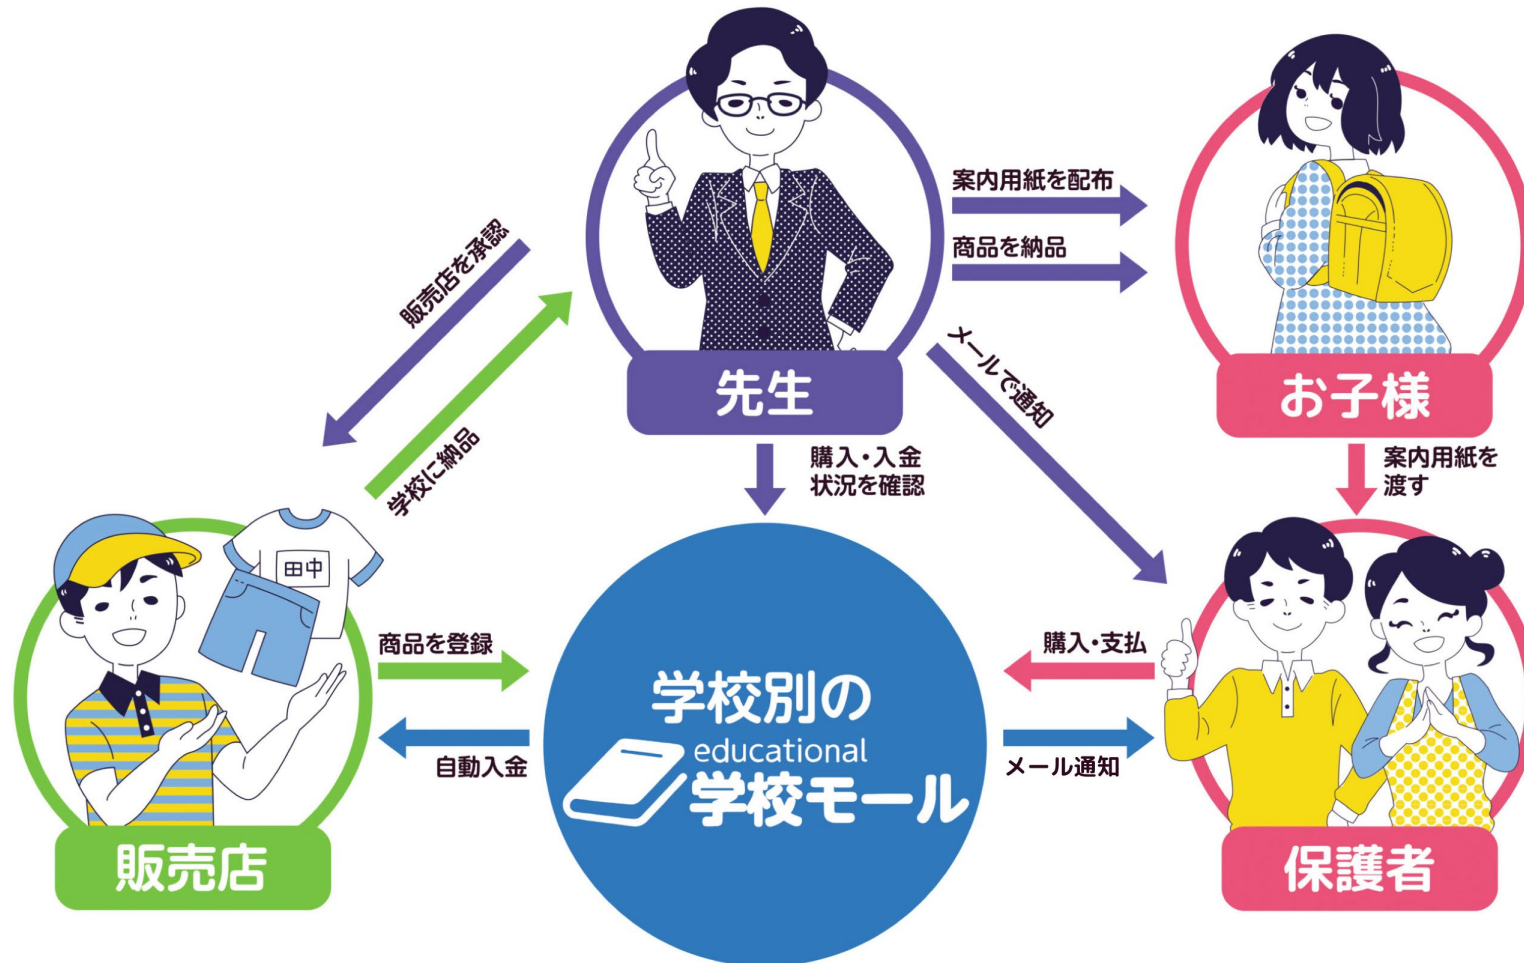 案内用紙を配布
商品を納品
販売店を承認
学校に納品
メールで通知
先生
お子様
購入・入金
状況を確認
案内用紙を
渡す
田中
商品を登録
自動入金
学校別の
educational
学校モール
購入・支払
メール通知
販売店
保護者